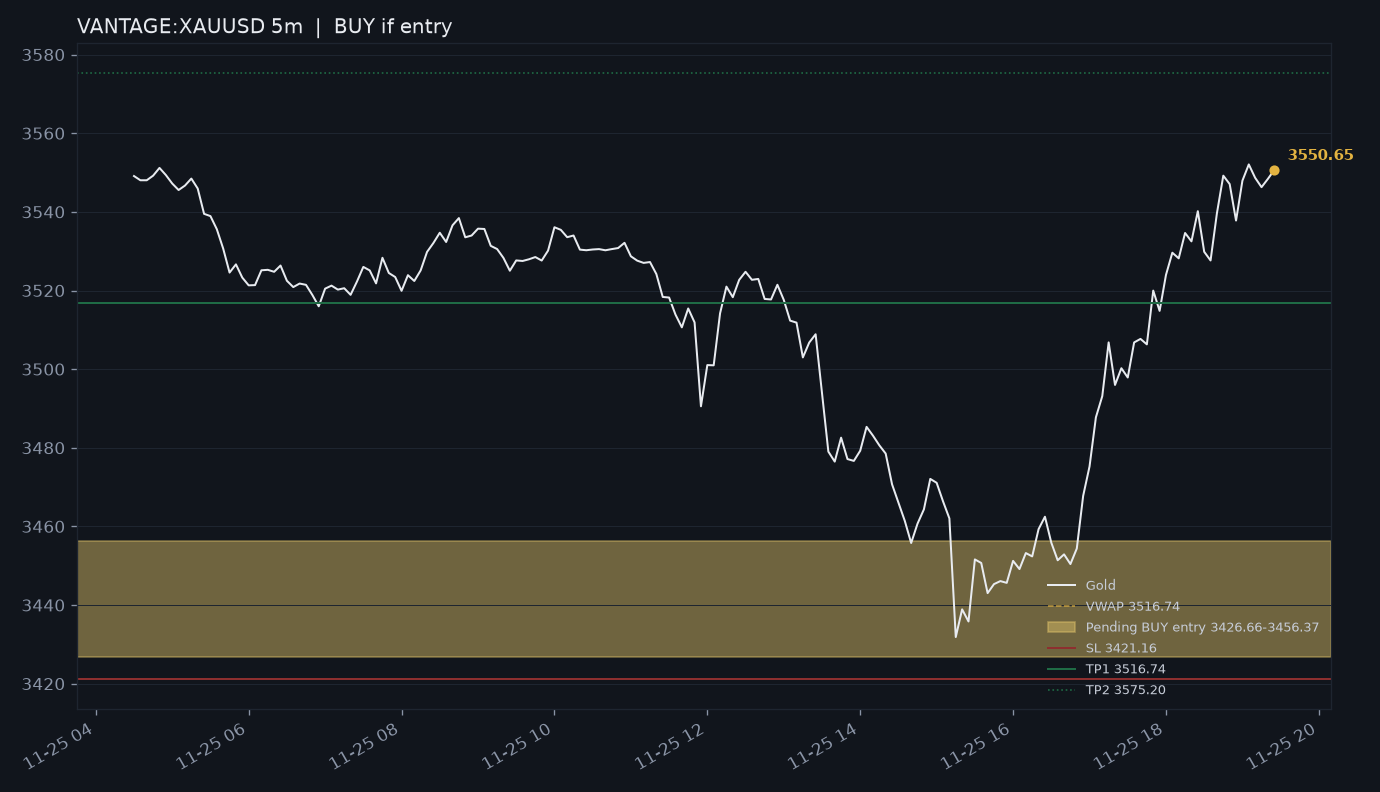 VANTAGE:XAUUSD 5m | BUY if entry
3580
3560
3540
3520
3500
3480
3460
3440
3420
3550.65
Gold
VWAP 3516.74
Pending BUY entry 3426.66-3456.37
SL 3421.16
TP1 3516.74
TP2 3575.20
11-25 04
11-25 06
11-25 08
11-25 10
11-25 12
11-25 14
11-25 16
11-25 18
11-25 20